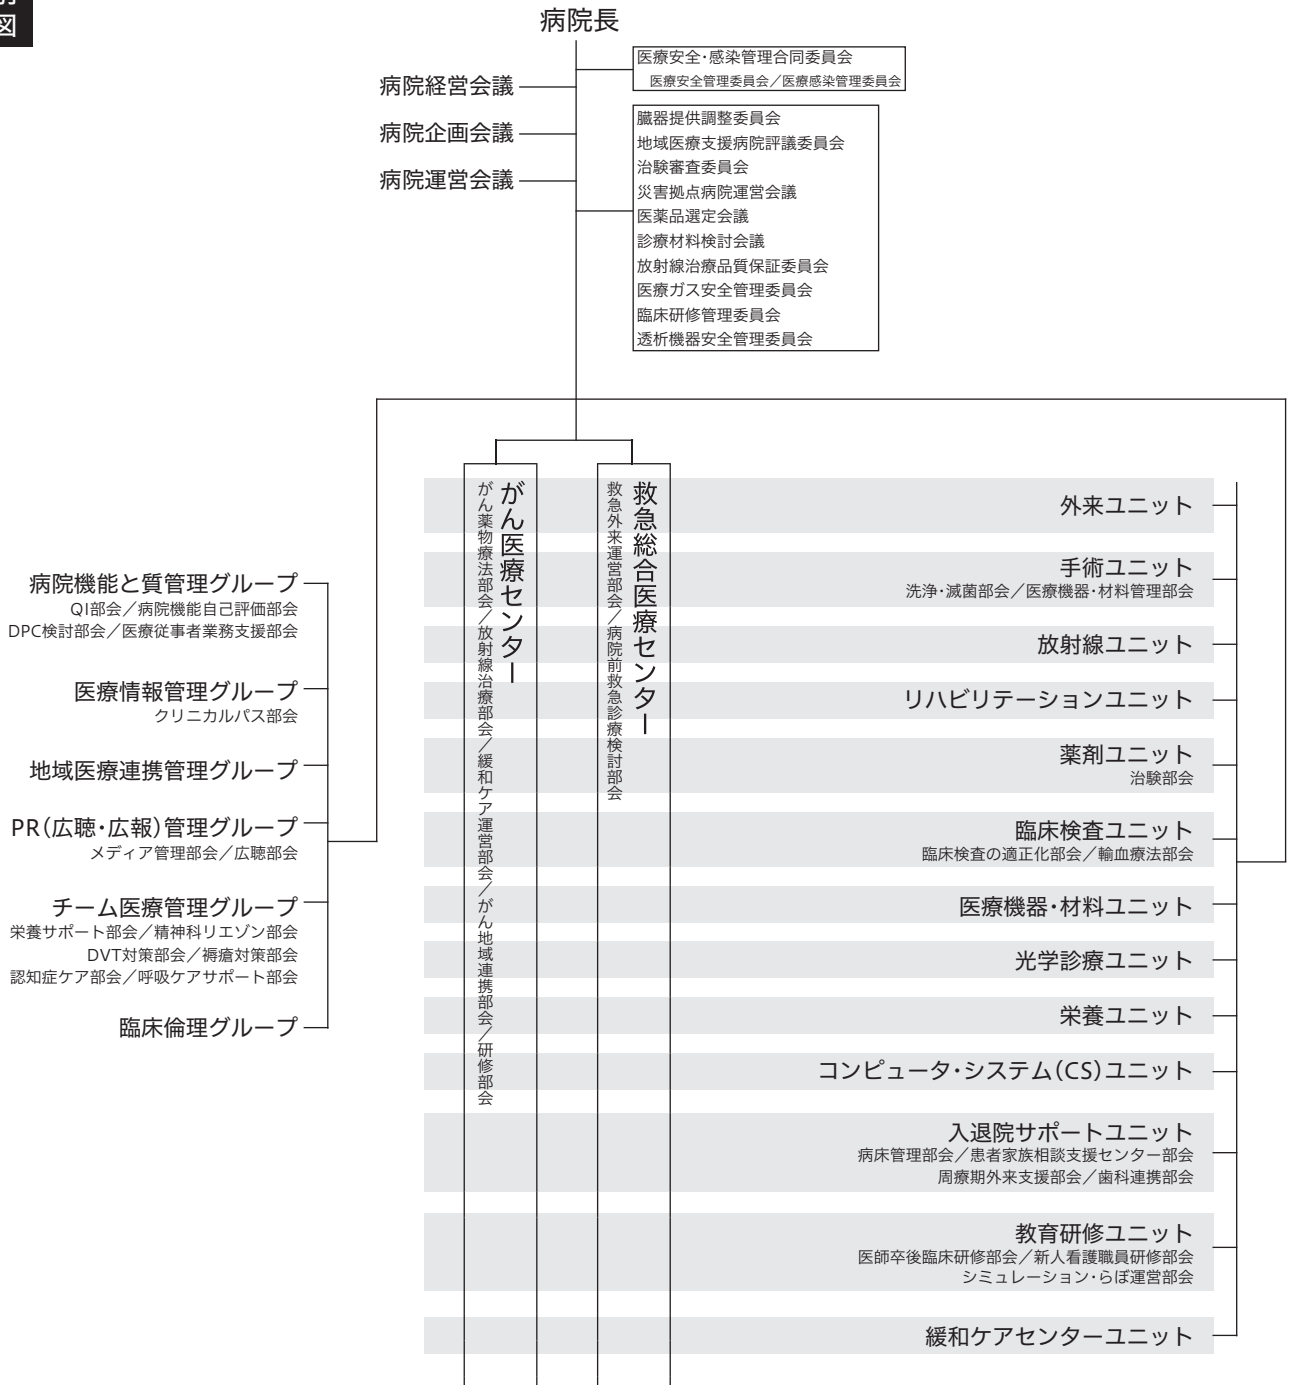 図
病院長
医療安全・感染管理合同委員会
医療安全管理委員会／医療感染管理委員会
病院経営会議
病院企画会議
病院運営会議
臓器提供調整委員会
地域医療支援病院評議委員会
治験審査委員会
災害拠点病院運営会議
医薬品選定会議
診療材料検討会議
放射線治療品質保証委員会
医療ガス安全管理委員会
臨床研修管理委員会
透析機器安全管理委員会
病院機能と質管理グループ
QI部会／病院機能自己評価部会
DPC検討部会／医療従事者業務支援部会
医療情報管理グループ
クリニカルパス部会
地域医療連携管理グループ
PR（広聴・広報）管理グループ
メディア管理部会／広聴部会
チーム医療管理グループ
栄養サポート部会／精神科リエゾン部会
DVT対策部会／褥瘡対策部会
認知症ケア部会／呼吸ケアサポート部会
臨床倫理グループ
がん医療センター
がん薬物療法部会／放射線治療部会／緩和ケア運営部会／がん地域連携部会／研修部会
救急総合医療センター
救急外来運営部会／病院前救急診療検討部会
外来ユニット
手術ユニット
洗浄・滅菌部会／医療機器・材料管理部会
放射線ユニット
リハビリテーションユニット
薬剤ユニット
治験部会
臨床検査ユニット
臨床検査の適正化部会／輸血療法部会
医療機器・材料ユニット
光学診療ユニット
栄養ユニット
コンピュータ・システム（CS）ユニット
入退院サポートユニット
病床管理部会／患者家族相談支援センター部会
周療期外来支援部会／歯科連携部会
教育研修ユニット
医師卒後臨床研修部会／新人看護職員研修部会
シミュレーション・らぼ運営部会
緩和ケアセンターユニット